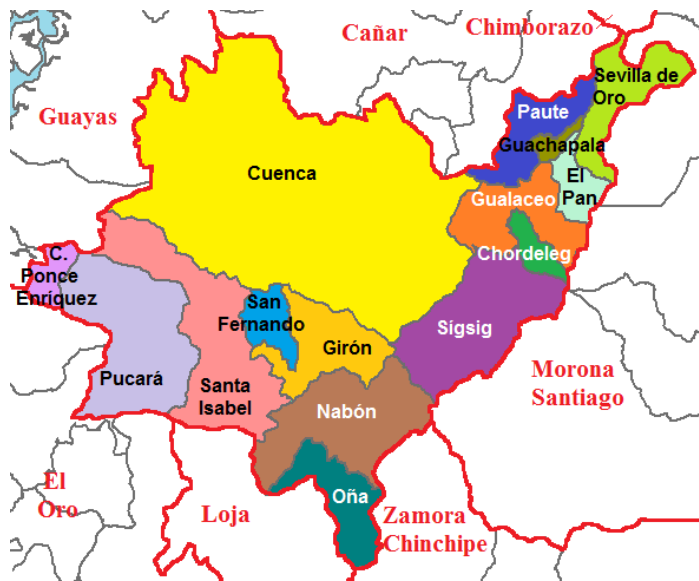 Chimborazo
Cañar
Sevilla de
Oro
Guayas
Paute
Guachapala
Cuenca
El
Pan
Gualaceo
C.
Ponce
Enríquez
Chordeleg
San
Fernando
Sígsig
Girón
Pucará
Santa
Isabel
Morona
Santiago
Nabón
El
Oro
Loja
Oña
Zamora
Chinchipe